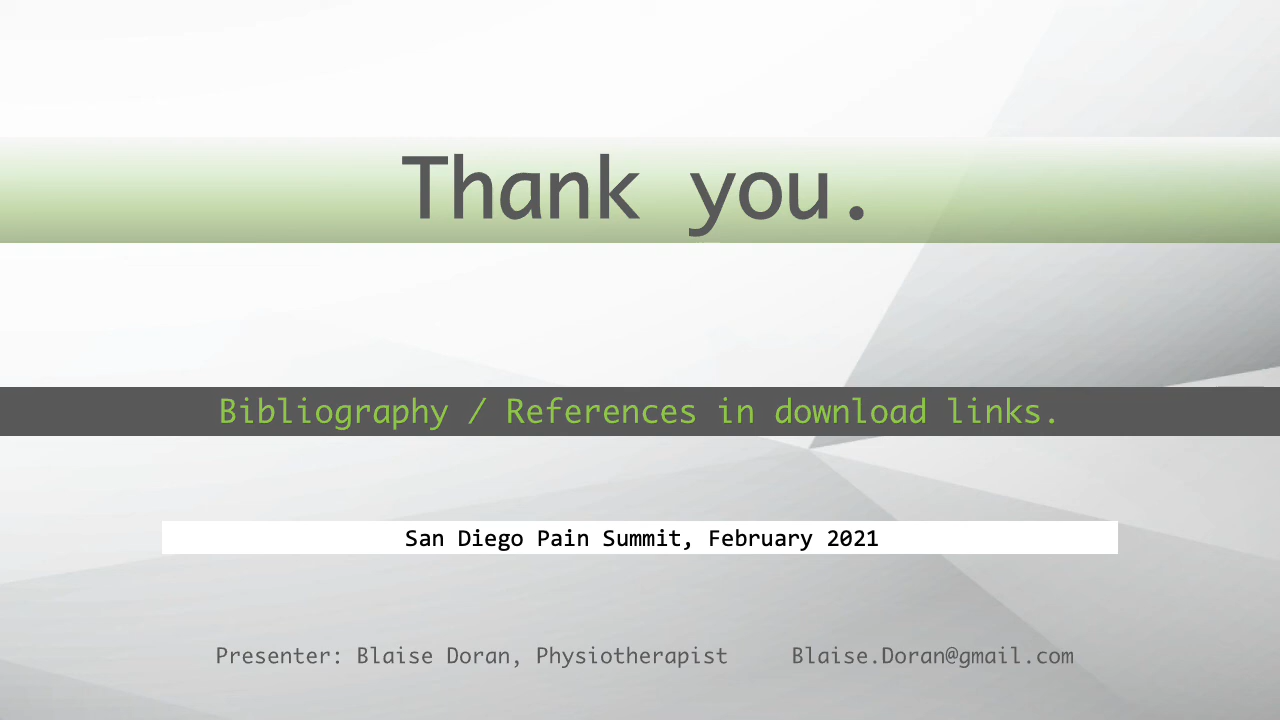 Thank you.
Bibliography / References in download links.
San Diego Pain Summit, February 2021
Presenter: Blaise Doran, Physiotherapist Blaise.Doran@gmail.com